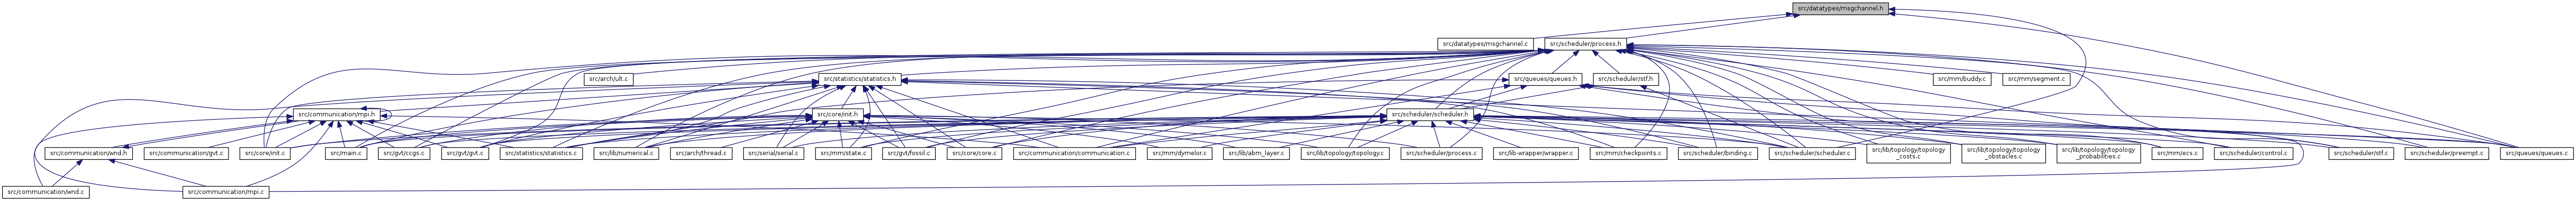 src/datatypes/msgchannel.h
src/datatypes/msgchannel.c
src/scheduler/process.h
src/arch/ult.c
src/statistics/statistics.h
src/queues/queues.h
src/scheduler/stf.h
src/mm/buddy.c
src/mm/segment.c
src/communication/mpi.h
src/core/init.h
src/scheduler/scheduler.h
src/communication/wnd.h
src/communication/gvt.c
src/core/init.c
src/main.c
src/gvt/ccgs.c
src/gvt/gvt.c
src/statistics/statistics.c
src/lib/numerical.c
src/arch/thread.c
src/serial/serial.c
src/mm/state.c
src/gvt/fossil.c
src/core/core.c
src/communication/communication.c
src/mm/dymelor.c
src/lib/abm_layer.c
src/lib/topology/topology.c
src/scheduler/process.c
src/lib-wrapper/wrapper.c
src/mm/checkpoints.c
src/scheduler/binding.c
src/scheduler/scheduler.c
src/lib/topology/topology
_costs.c
src/lib/topology/topology
_obstacles.c
src/lib/topology/topology
_probabilities.c
src/mm/ecs.c
src/scheduler/control.c
src/scheduler/stf.c
src/scheduler/preempt.c
src/queues/queues.c
src/communication/wnd.c
src/communication/mpi.c